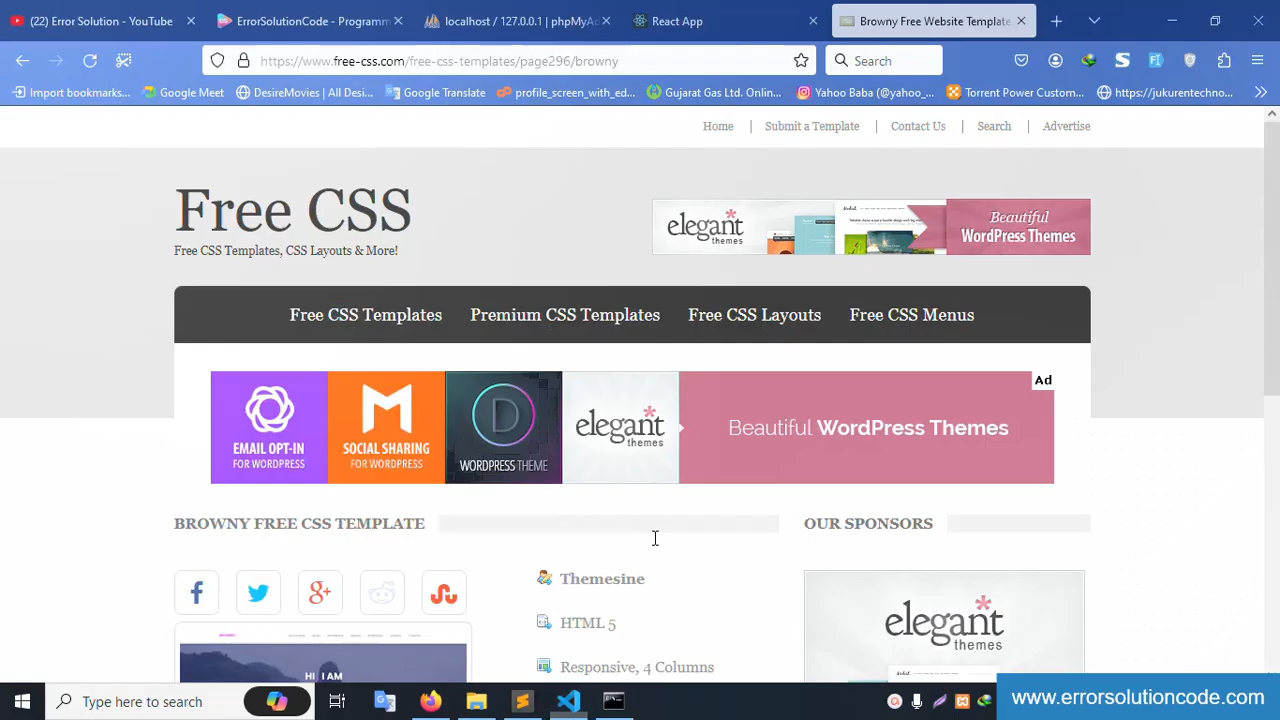 (22) Error Solution - YouTube
ErrorSolutionCode - Programm
localhost / 127.0.0.1 | phpMyAd
React App
Browny Free Website Template
https://www.free-css.com/free-css-templates/page296/browny
Search
Import bookmarks...
Google Meet
DesireMovies | All Desi...
Google Translate
profile_screen_with_ed...
Gujarat Gas Ltd. Onlin...
Yahoo Baba (@yahoo_...
Torrent Power Custom...
https://jukurentechno...
Home
Submit a Template
Contact Us
Search
Advertise
Free CSS
Free CSS Templates, CSS Layouts & More!
elegant
themes
Beautiful
WordPress Themes
Free CSS Templates
Premium CSS Templates
Free CSS Layouts
Free CSS Menus
EMAIL OPT-IN
FOR WORDPRESS
SOCIAL SHARING
FOR WORDPRESS
D
WORDPRESS THEME
elegant
themes
Beautiful WordPress Themes
Ad
BROWNY FREE CSS TEMPLATE
OUR SPONSORS
Themesine
HTML 5
Responsive, 4 Columns
elegant
themes
HI, I AM
Type here to search
www.errorsolutioncode.com